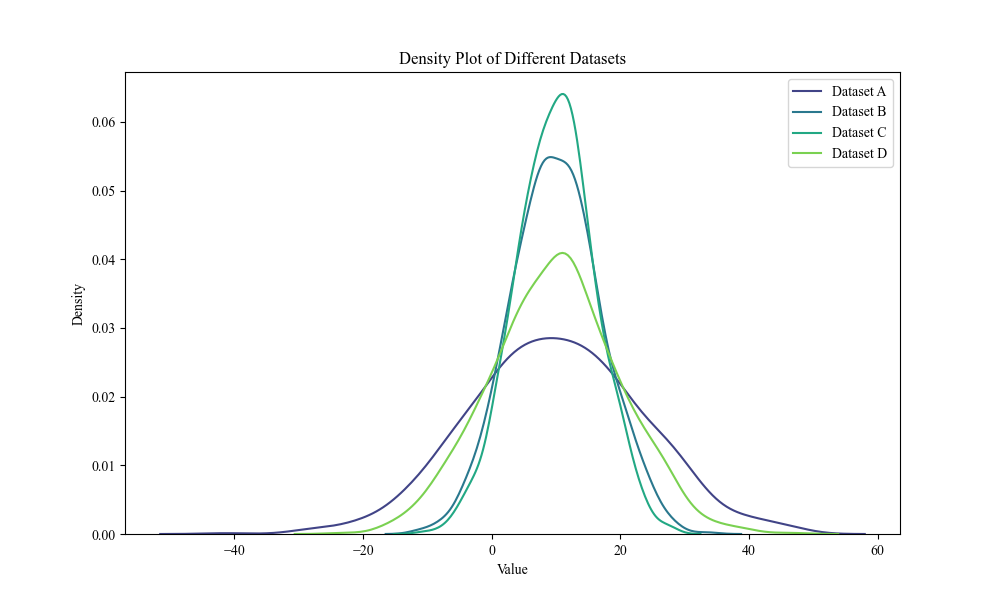 Density Plot of Different Datasets
Dataset A
Dataset B
Dataset C
Dataset D
Density
0.06
0.05
0.04
0.03
0.02
0.01
0.00
−40
−20
0
20
40
60
Value